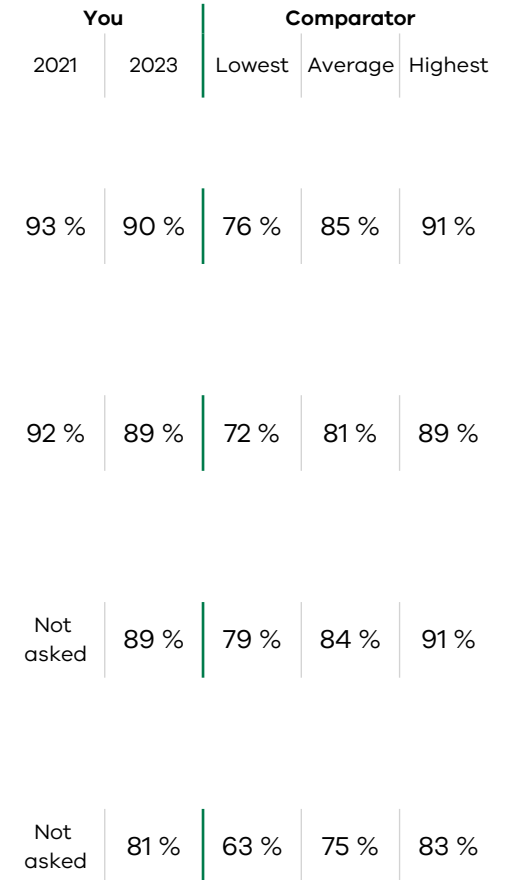 You Comparator
2021 2023 Lowest Average Highest
93 % 90 % 76 % 85 % 91 %
92 % 89 % 72 % 81 % 89 %
Not
asked 89 % 79 % 84 % 91 %
Not
asked 81 % 63 % 75 % 83 %